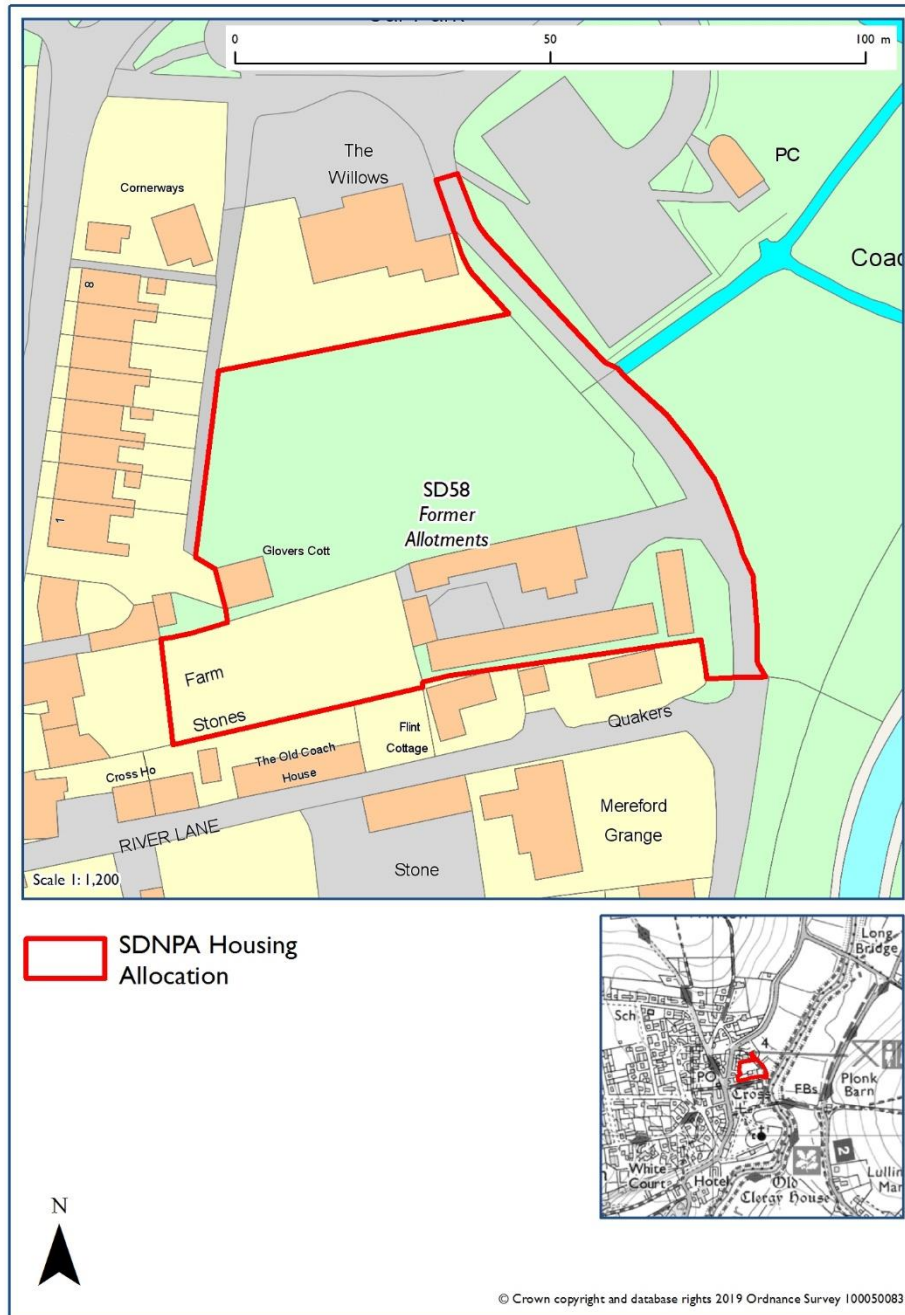 0 50 100 m
The
Willows
PC
Cornerways
Coac
8
SD58
Former
Allotments
1
Glovers Cott
Farm
Stones
Quakers
Flint
Cottage
The Old Coach
House
Cross Ho
Mereford
Grange
RIVER LANE
Stone
Scale 1: 1,200
SDNPA Housing
Allocation
Long
Bridge
Sch
4
PO
Cross
FBs
Plonk
Barn
2
White
Court
Hotel
Old
Clergy House
Lullin
Mar
N
© Crown copyright and database rights 2019 Ordnance Survey 100050083